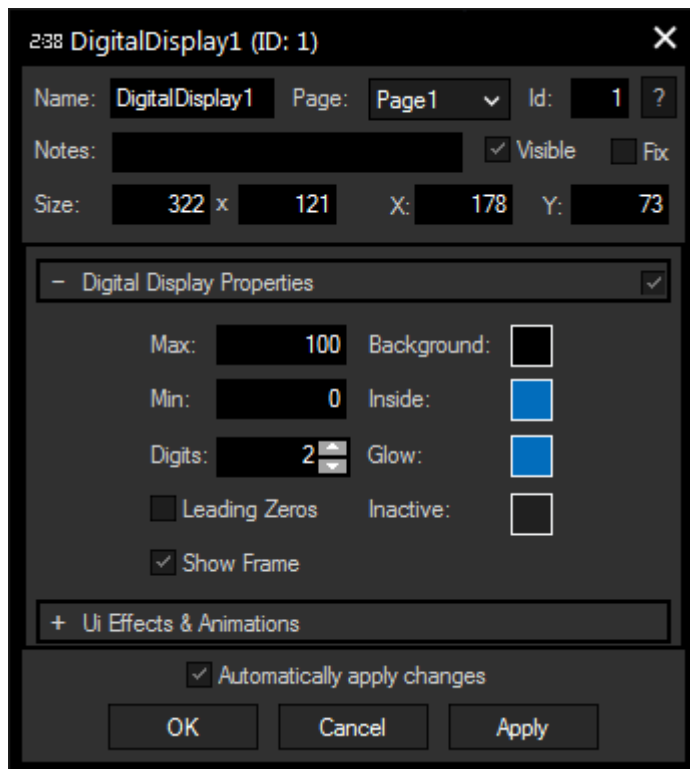 2:38 DigitalDisplay1 (ID: 1)
Name: DigitalDisplay1 Page: Page1 Id: 1 ?
Notes: Visible Fix
Size: 322 x 121 X: 178 Y: 73
− Digital Display Properties
Max: 100 Background:
Min: 0 Inside:
Digits: 2 Glow:
Leading Zeros Inactive:
Show Frame
+ Ui Effects & Animations
Automatically apply changes
OK Cancel Apply